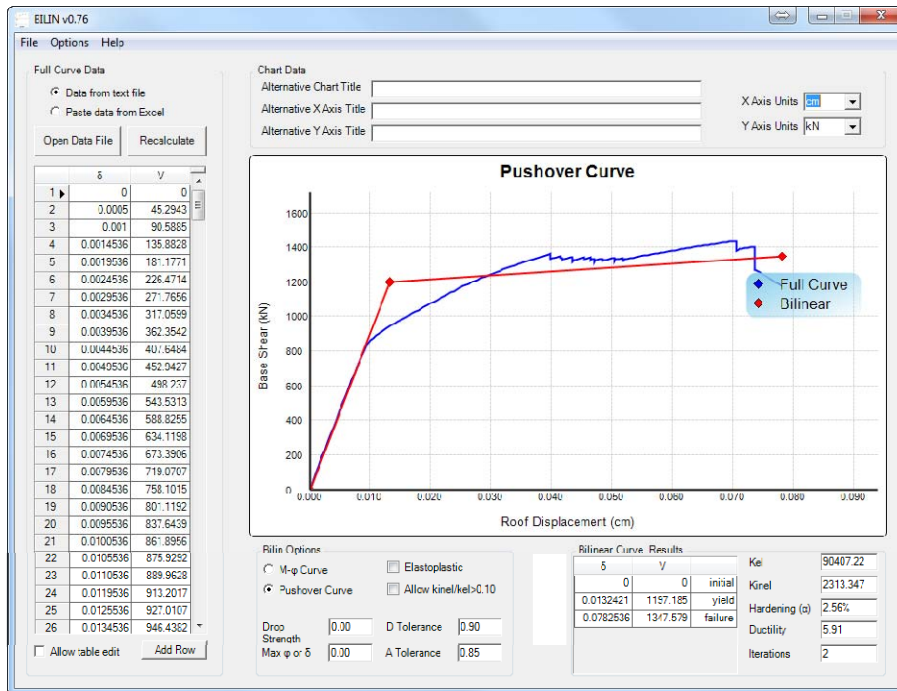 EILIN v0.76
File Options Help
Full Curve Data
Data from text file
Paste data from Excel
Open Data File Recalculate
δ V
1 0 0
2 0.0005 45.2943
3 0.001 90.5885
4 0.0014536 135.8828
5 0.0019536 181.1771
6 0.0024536 226.4714
7 0.0029536 271.7656
8 0.0034536 317.0599
9 0.0039536 362.3542
10 0.0044536 407.6484
11 0.0049536 452.9427
12 0.0054536 498.237
13 0.0059536 543.5313
14 0.0064536 588.8255
15 0.0069536 634.1198
16 0.0074536 673.3906
17 0.0079536 719.0707
18 0.0084536 758.1015
19 0.0090536 801.1192
20 0.0095536 837.6439
21 0.0100536 861.8956
22 0.0105536 875.9292
23 0.0110536 889.9628
24 0.0119536 913.2017
25 0.0125536 927.0107
26 0.0134536 946.4382
Allow table edit Add Row
Chart Data
Alternative Chart Title
Alternative X Axis Title
Alternative Y Axis Title
X Axis Units cm
Y Axis Units kN
Pushover Curve
Base Shear (kN)
1600
1400
1200
1000
800
600
400
200
0
0.000 0.010 0.020 0.030 0.040 0.050 0.060 0.070 0.080 0.090
Roof Displacement (cm)
Full Curve
Bilinear
Bilin Options
M-φ Curve
Pushover Curve
Elastoplastic
Allow kinel/kel>0.10
Drop Strength 0.00
D Tolerance 0.90
Max φ or δ 0.00
A Tolerance 0.85
Bilinear Curve Results
δ V
0 0 initial
0.0132421 1197.185 yield
0.0782536 1347.579 failure
Kel 90407.22
Kinel 2313.347
Hardening (α) 2.56%
Ductility 5.91
Iterations 2